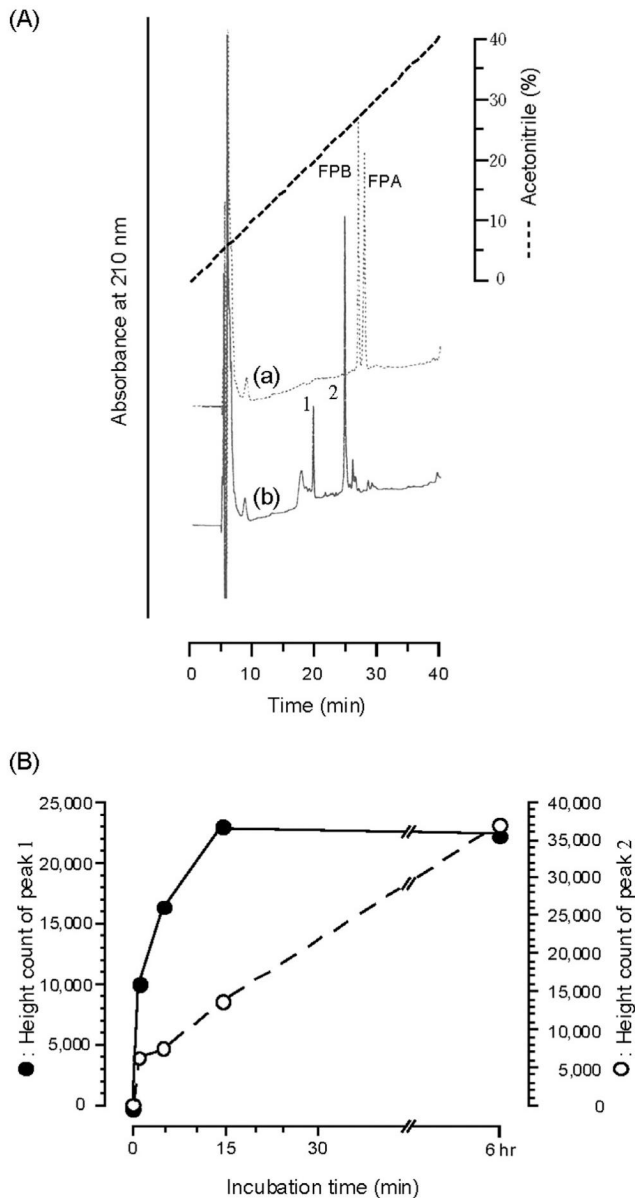 (A)
Absorbance at 210 nm
40
30
20
10
0
Acetonitrile (%)
FPB
FPA
(a)
1
2
(b)
0 10 20 30 40
Time (min)
(B)
25,000
20,000
15,000
10,000
5,000
0
● : Height count of peak 1
40,000
35,000
30,000
25,000
20,000
15,000
10,000
5,000
0
○ : Height count of peak 2
0 15 30 6 hr
Incubation time (min)